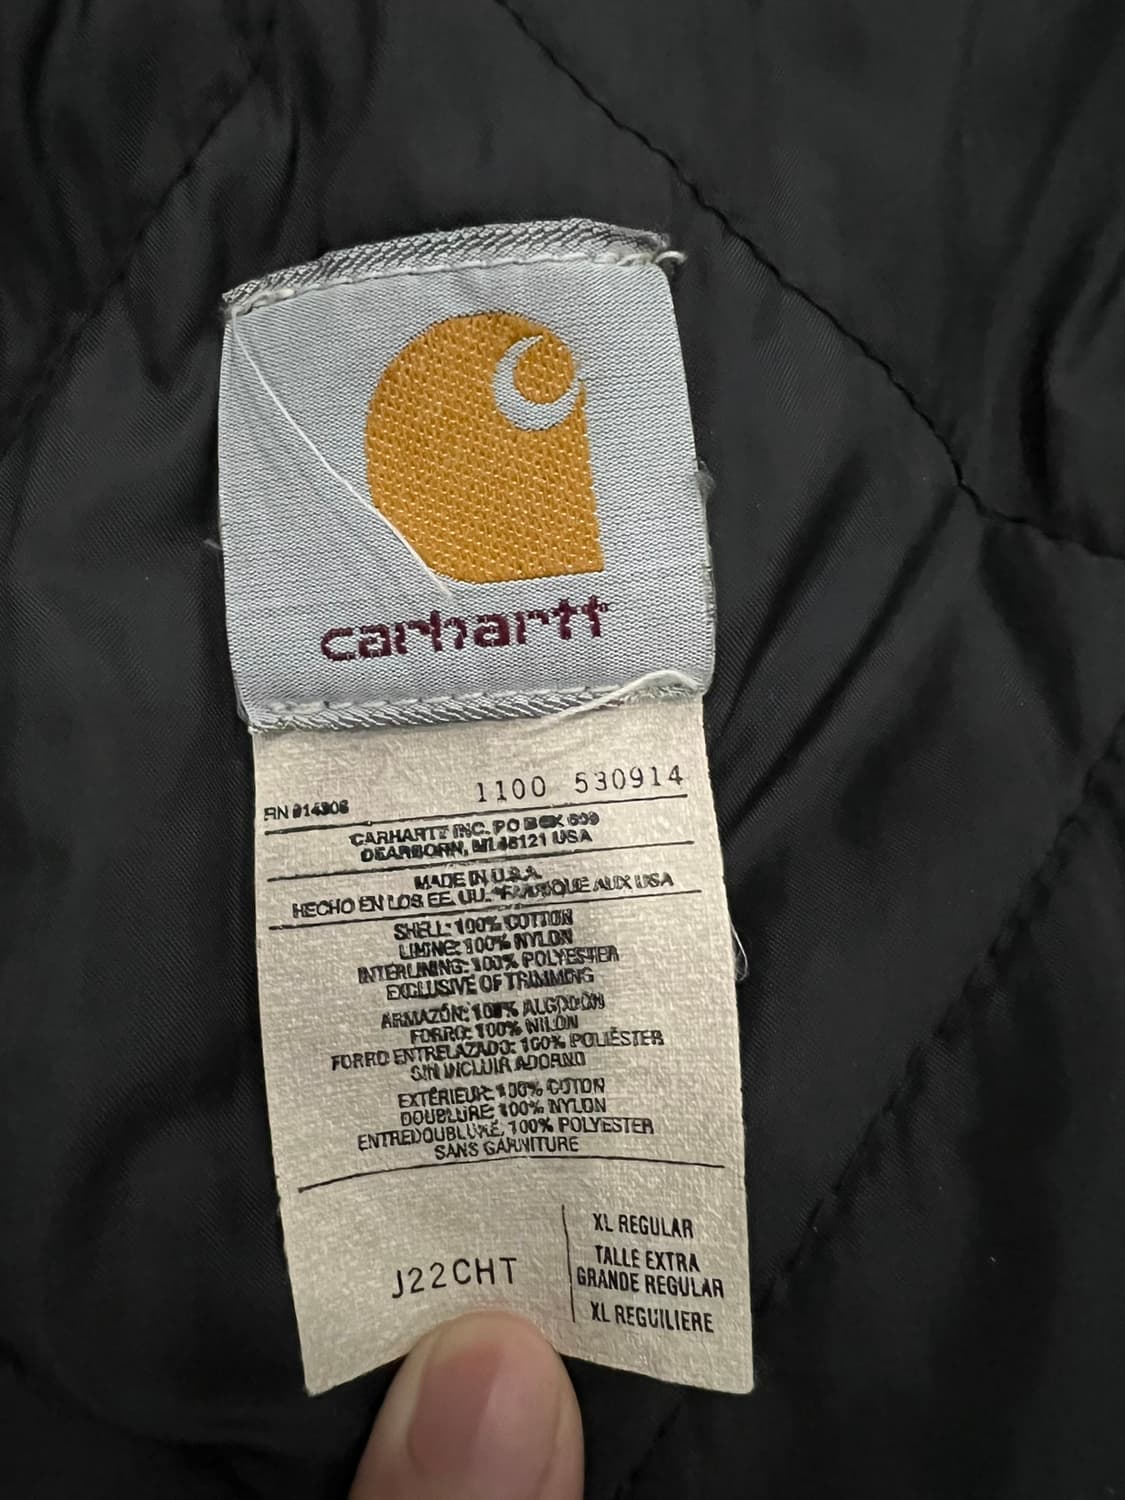 carhartt
1100 530914
RN #14806
CARHARTT INC. PO BOX 600
DEARBORN, MI 48121 USA
MADE IN U.S.A.
HECHO EN LOS EE. UU. *FABRIQUE AUX USA
SHELL: 100% COTTON
LINING: 100% NYLON
INTERLINING: 100% POLYESTER
EXCLUSIVE OF TRIMMING
ARMAZÓN: 100% ALGODÓN
FORRO: 100% NILÓN
FORRO ENTRELAZADO: 100% POLIÉSTER
SIN INCLUIR ADORNO
EXTÉRIEUR: 100% COTON
DOUBLURE: 100% NYLON
ENTREDOUBLURE, 100% POLYESTER
SANS GARNITURE
J22CHT
XL REGULAR
TALLE EXTRA
GRANDE REGULAR
XL REGUILIERE